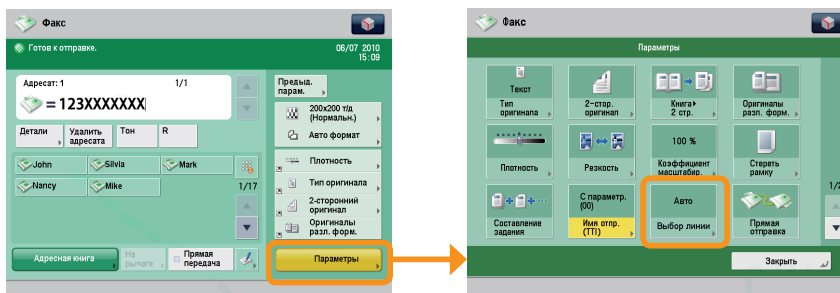 Факс
Готов к отправке.
06/07 2010
15:09
Адресат: 1
1/1
= 123XXXXXXX
Детали
Удалить
адресата
Тон
R
John
Silvia
Mark
Nancy
Mike
1/17
Адресная книга
На
рычаге
Прямая
передача
Предыд.
парам.
200x200 т/д
(Нормальн.)
Авто формат
Плотность
Тип оригинала
2-сторонний
оригинал
Оригиналы
разл. форм.
Параметры
Факс
Параметры
Текст
Тип
оригинала
2-стор.
оригинал
Книга▸
2 стр.
Оригиналы
разл. форм.
Плотность
Резкость
100 %
Коэффициент
масштабир.
Стереть
рамку
Составление
задания
С параметр.
(00)
Имя отпр.
(TTI)
Авто
Выбор линии
Прямая
отправка
1/2
Закрыть